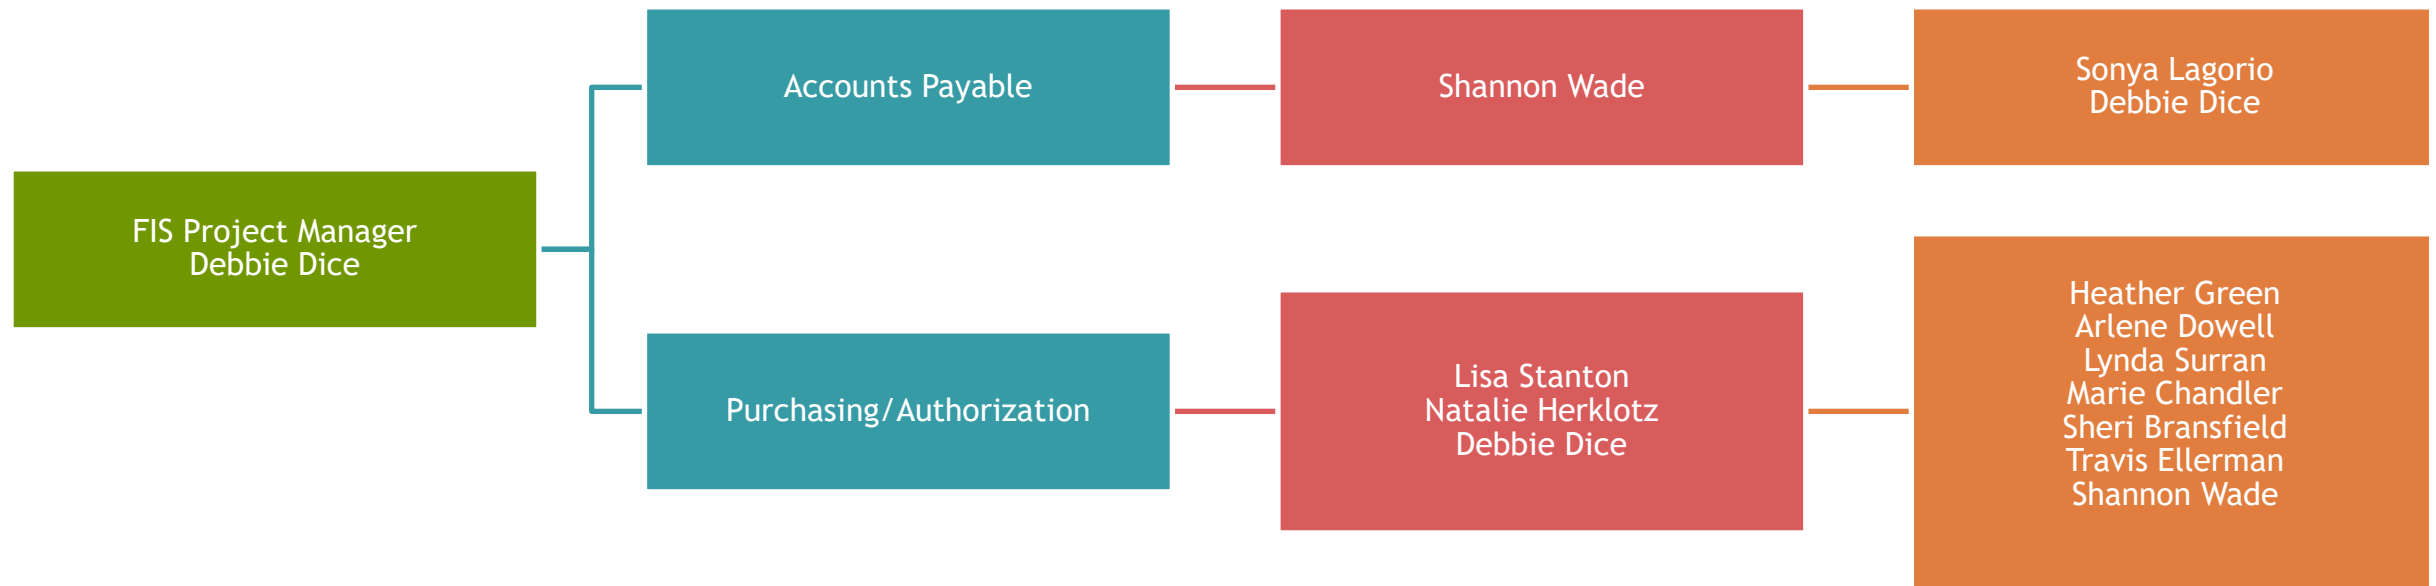 FIS Project Manager
Debbie Dice
Accounts Payable
Shannon Wade
Sonya Lagorio
Debbie Dice
Purchasing/Authorization
Lisa Stanton
Natalie Herklotz
Debbie Dice
Heather Green
Arlene Dowell
Lynda Surran
Marie Chandler
Sheri Bransfield
Travis Ellerman
Shannon Wade